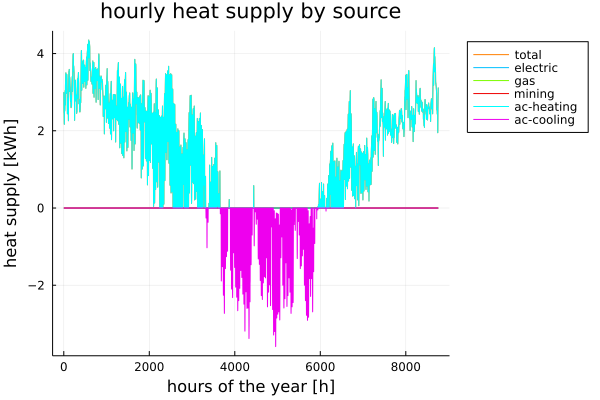 hourly heat supply by source
heat supply [kWh]
4
2
0
−2
0
2000
4000
6000
8000
hours of the year [h]
total
electric
gas
mining
ac-heating
ac-cooling